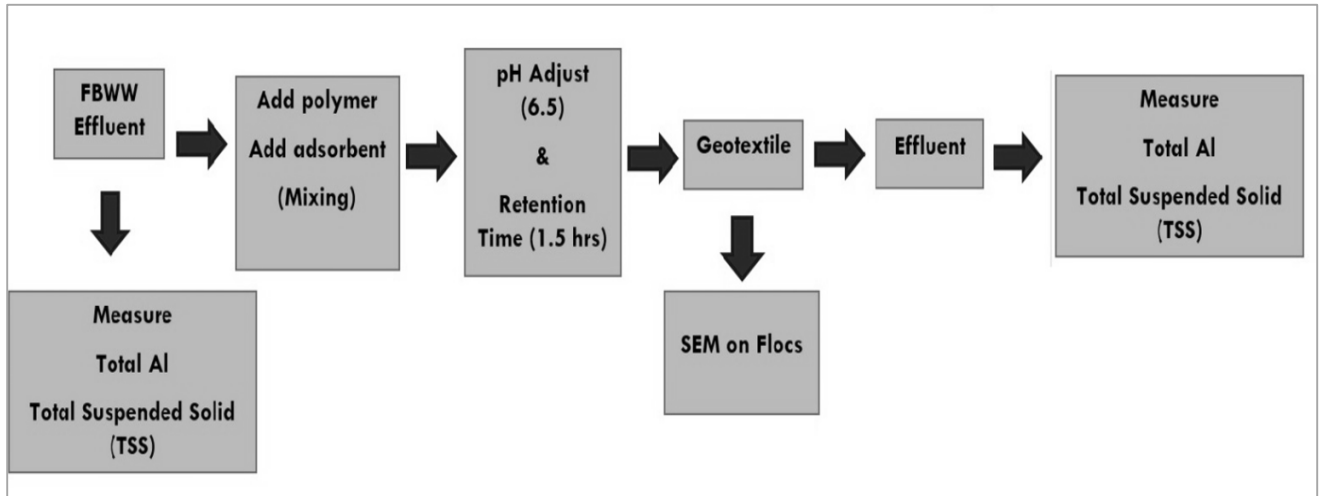 FBWW
Effluent
Add polymer
Add adsorbent
(Mixing)
pH Adjust
(6.5)
&
Retention
Time (1.5 hrs)
Geotextile
Effluent
Measure
Total Al
Total Suspended Solid
(TSS)
Measure
Total Al
Total Suspended Solid
(TSS)
SEM on Flocs